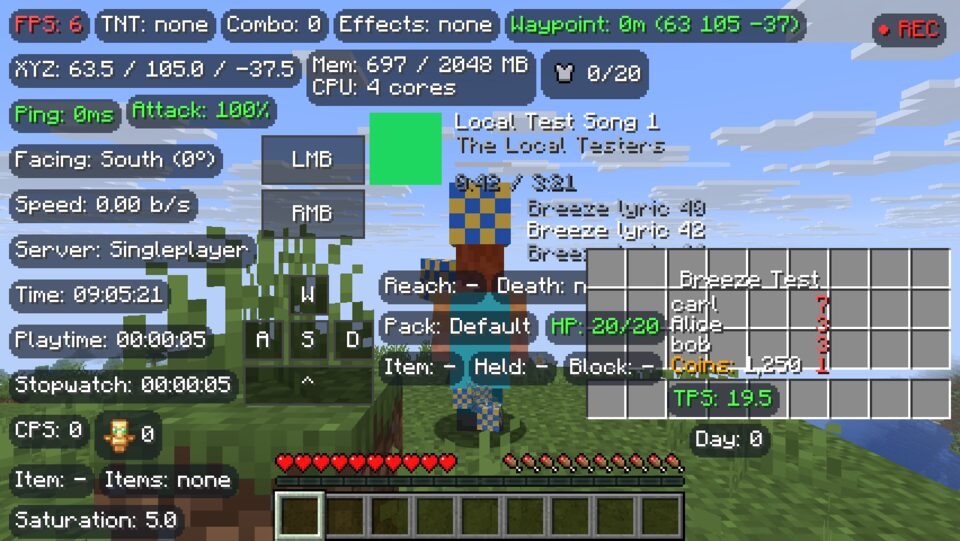 FPS: 6 TNT: none Combo: 0 Effects: none Waypoint: 0m (63 105 -37) REC
XYZ: 63.5 / 105.0 / -37.5 Mem: 697 / 2048 MB 0/20
CPU: 4 cores
Ping: 0ms Attack: 100%
Local Test Song 1
The Local Testers
Facing: South (0°) LMB
0:42 / 3:21
Speed: 0.00 b/s RMB
Breeze lyric 42
Server: Singleplayer
Breeze Test
Reach: - Death: n
Time: 09:05:21 W
carl 7
Pack: Default HP: 20/20
Alide 3
Playtime: 00:00:05 A S D
bob 3
Item: - Held: - Block: -
Coins: 1,250 1
Stopwatch: 00:00:05 ^
TPS: 19.5
CPS: 0 0
Day: 0
Item: - Items: none
Saturation: 5.0